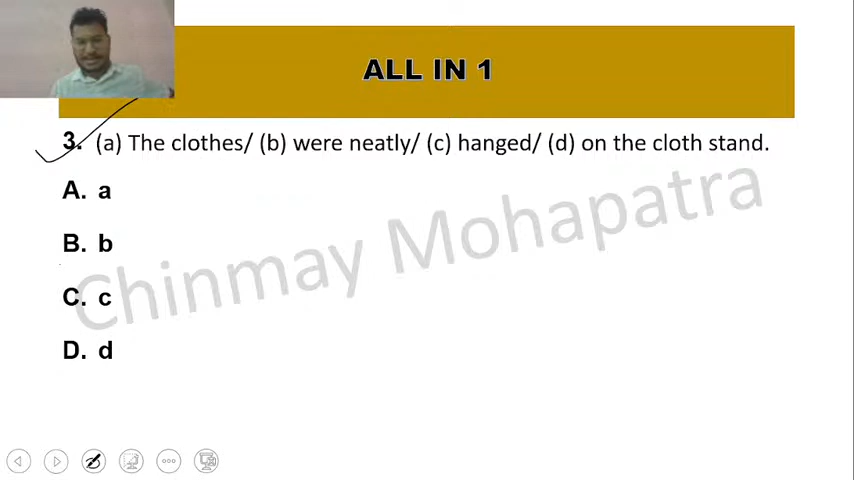 ALL IN 1
3. (a) The clothes/ (b) were neatly/ (c) hanged/ (d) on the cloth stand.
A. a
B. b
C. c
D. d
Chinmay Mohapatra